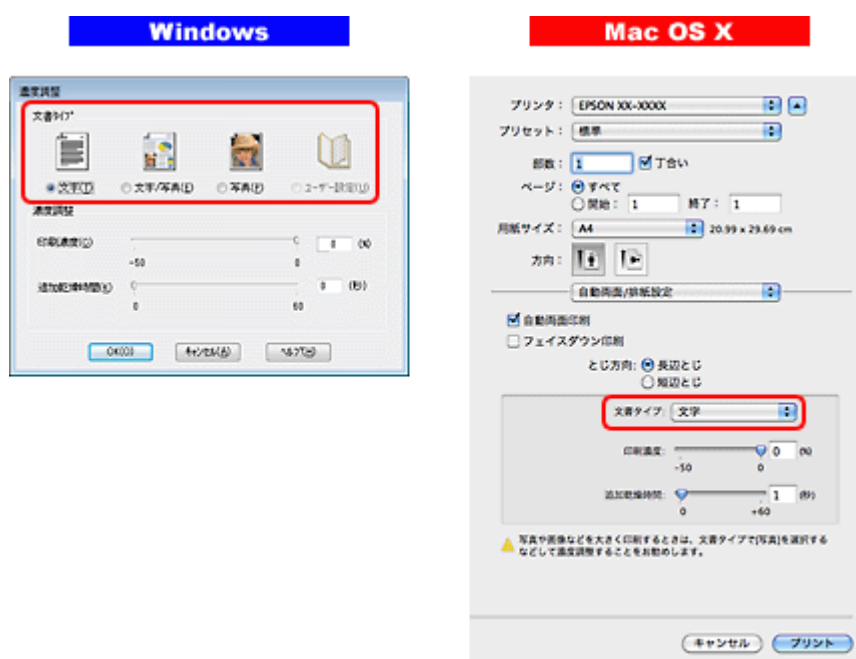 Windows
濃度調整
文書タイプ
文字(T)
文字/写真(E)
写真(P)
ユーザー設定(U)
濃度調整
印刷濃度(C)
0 (%)
-50 0
追加乾燥時間(K)
0 (秒)
0 60
OK(O) キャンセル(A) ヘルプ(H)
Mac OS X
プリンタ： EPSON XX-XXXX
プリセット： 標準
部数： 1 丁合い
ページ： すべて
開始： 1 終了： 1
用紙サイズ： A4 20.99 x 29.69 cm
方向：
自動両面/排紙設定
自動両面印刷
フェイスダウン印刷
とじ方向: 長辺とじ
短辺とじ
文書タイプ: 文字
印刷濃度: 0 (%)
-50 0
追加乾燥時間: 1 (秒)
0 +60
写真や画像などを大きく印刷するときは、文書タイプで[写真]を選択する
などして濃度調整することをお勧めします。
キャンセル プリント